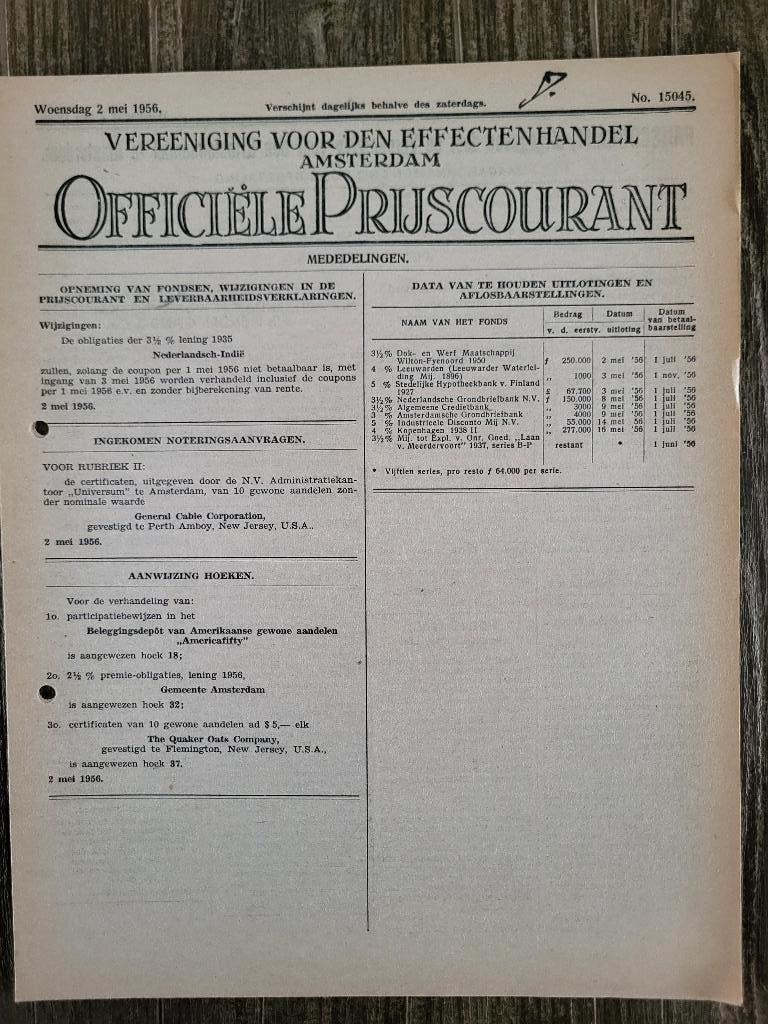 Woensdag 2 mei 1956.
Verschijnt dagelijks behalve des zaterdags.
No. 15045.
VEREENIGING VOOR DEN EFFECTENHANDEL
AMSTERDAM
OFFICIËLE PRIJSCOURANT
MEDEDELINGEN.
OPNEMING VAN FONDSEN, WIJZIGINGEN IN DE
PRIJSCOURANT EN LEVERBAARHEIDSVERKLARINGEN.
Wijzigingen:
De obligaties der 3½ % lening 1935
Nederlandsch-Indië
zullen, zolang de coupon per 1 mei 1956 niet betaalbaar is, met
ingang van 3 mei 1956 worden verhandeld inclusief de coupons
per 1 mei 1956 e.v. en zonder bijberekening van rente.
2 mei 1956.
INGEKOMEN NOTERINGSAANVRAGEN.
VOOR RUBRIEK II:
de certificaten, uitgegeven door de N.V. Administratiekan-
toor „Universum” te Amsterdam, van 10 gewone aandelen zon-
der nominale waarde
General Cable Corporation,
gevestigd te Perth Amboy, New Jersey, U.S.A..
2 mei 1956.
AANWIJZING HOEKEN.
Voor de verhandeling van:
1o. participatiebewijzen in het
Beleggingsdepôt van Amerikaanse gewone aandelen
„Americafifty”
is aangewezen hoek 18;
2o. 2½ % premie-obligaties, lening 1956,
Gemeente Amsterdam
is aangewezen hoek 32;
3o. certificaten van 10 gewone aandelen ad $ 5,— elk
The Quaker Oats Company,
gevestigd te Flemington, New Jersey, U.S.A.,
is aangewezen hoek 37.
2 mei 1956.
DATA VAN TE HOUDEN UITLOTINGEN EN
AFLOSBAARSTELLINGEN.
NAAM VAN HET FONDS
Bedrag
v. d. eerstv.
Datum
uitloting
Datum
van betaal-
baarstelling
3½% Dok- en Werf Maatschappij
Wilton-Fyenoord 1950 ƒ 250.000 2 mei '56 1 juli '56
4 % Leeuwarden (Leeuwarder Waterlei-
ding Mij. 1896) „ 1000 3 mei '56 1 nov. '56
5 % Stedelijke Hypotheekbank v. Finland
1927 £ 67.700 3 mei '56 1 juli '56
3½% Nederlandsche Grondbriefbank N.V. ƒ 150.000 8 mei '56 1 juli '56
3½% Algemeene Credietbank „ 3000 9 mei '56 1 juli '56
3 % Amsterdamsche Grondbriefbank „ 4000 9 mei '56 1 juli '56
5 % Industrieele Disconto Mij N.V. „ 55.000 14 mei '56 1 juli '56
4 % Kopenhagen 1938 II „ 277.000 16 mei '56 1 juli '56
3½% Mij. tot Expl. v. Onr. Goed. „Laan
v. Meerdervoort” 1937, series B-P restant * 1 juni '56
* Vijftien series, pro resto ƒ 64.000 per serie.